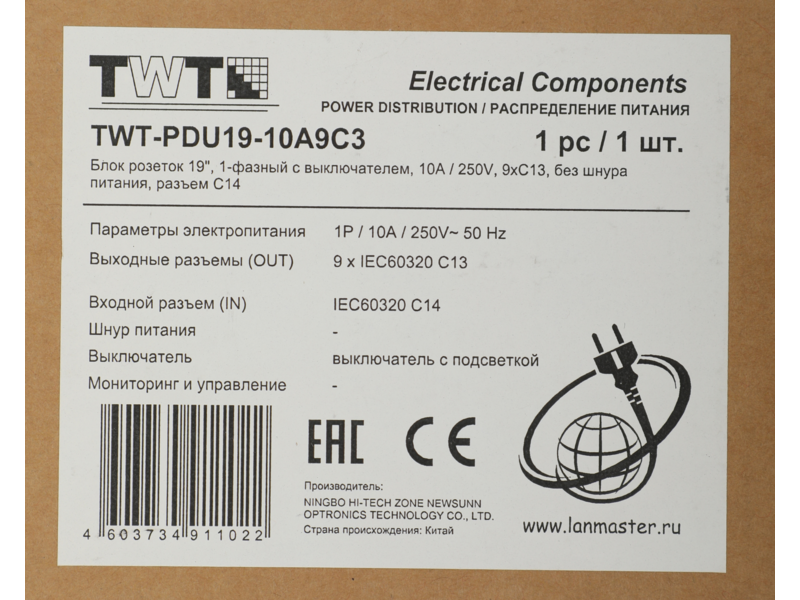 TWT
Electrical Components
POWER DISTRIBUTION / РАСПРЕДЕЛЕНИЕ ПИТАНИЯ
TWT-PDU19-10A9C3
1 pc / 1 шт.
Блок розеток 19", 1-фазный с выключателем, 10A / 250V, 9xC13, без шнура
питания, разъем C14
Параметры электропитания 1P / 10A / 250V~ 50 Hz
Выходные разъемы (OUT) 9 x IEC60320 C13
Входной разъем (IN) IEC60320 C14
Шнур питания -
Выключатель выключатель с подсветкой
Мониторинг и управление -
EAC CE
Производитель:
NINGBO HI-TECH ZONE NEWSUNN
OPTRONICS TECHNOLOGY CO., LTD.
Страна происхождения: Китай
4 603734 911022
www.lanmaster.ru